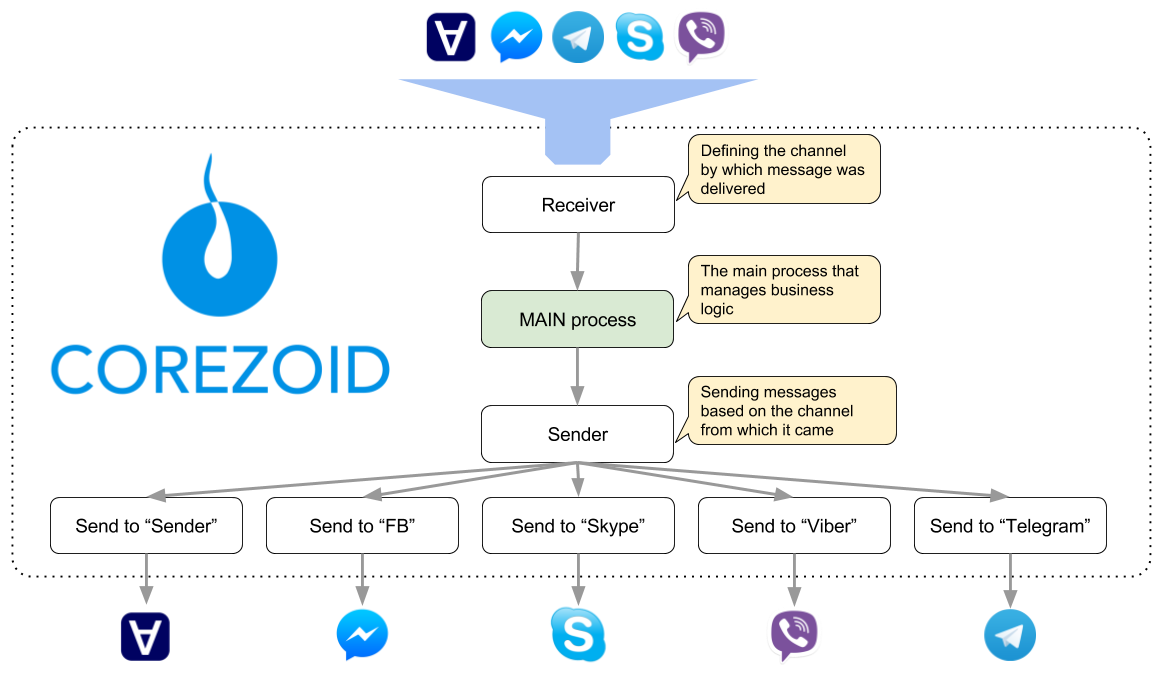 Defining the channel
by which message was
delivered
Receiver
The main process that
manages business
logic
MAIN process
COREZOID
Sending messages
based on the channel
from which it came
Sender
Send to “Sender”
Send to “FB”
Send to “Skype”
Send to “Viber”
Send to “Telegram”